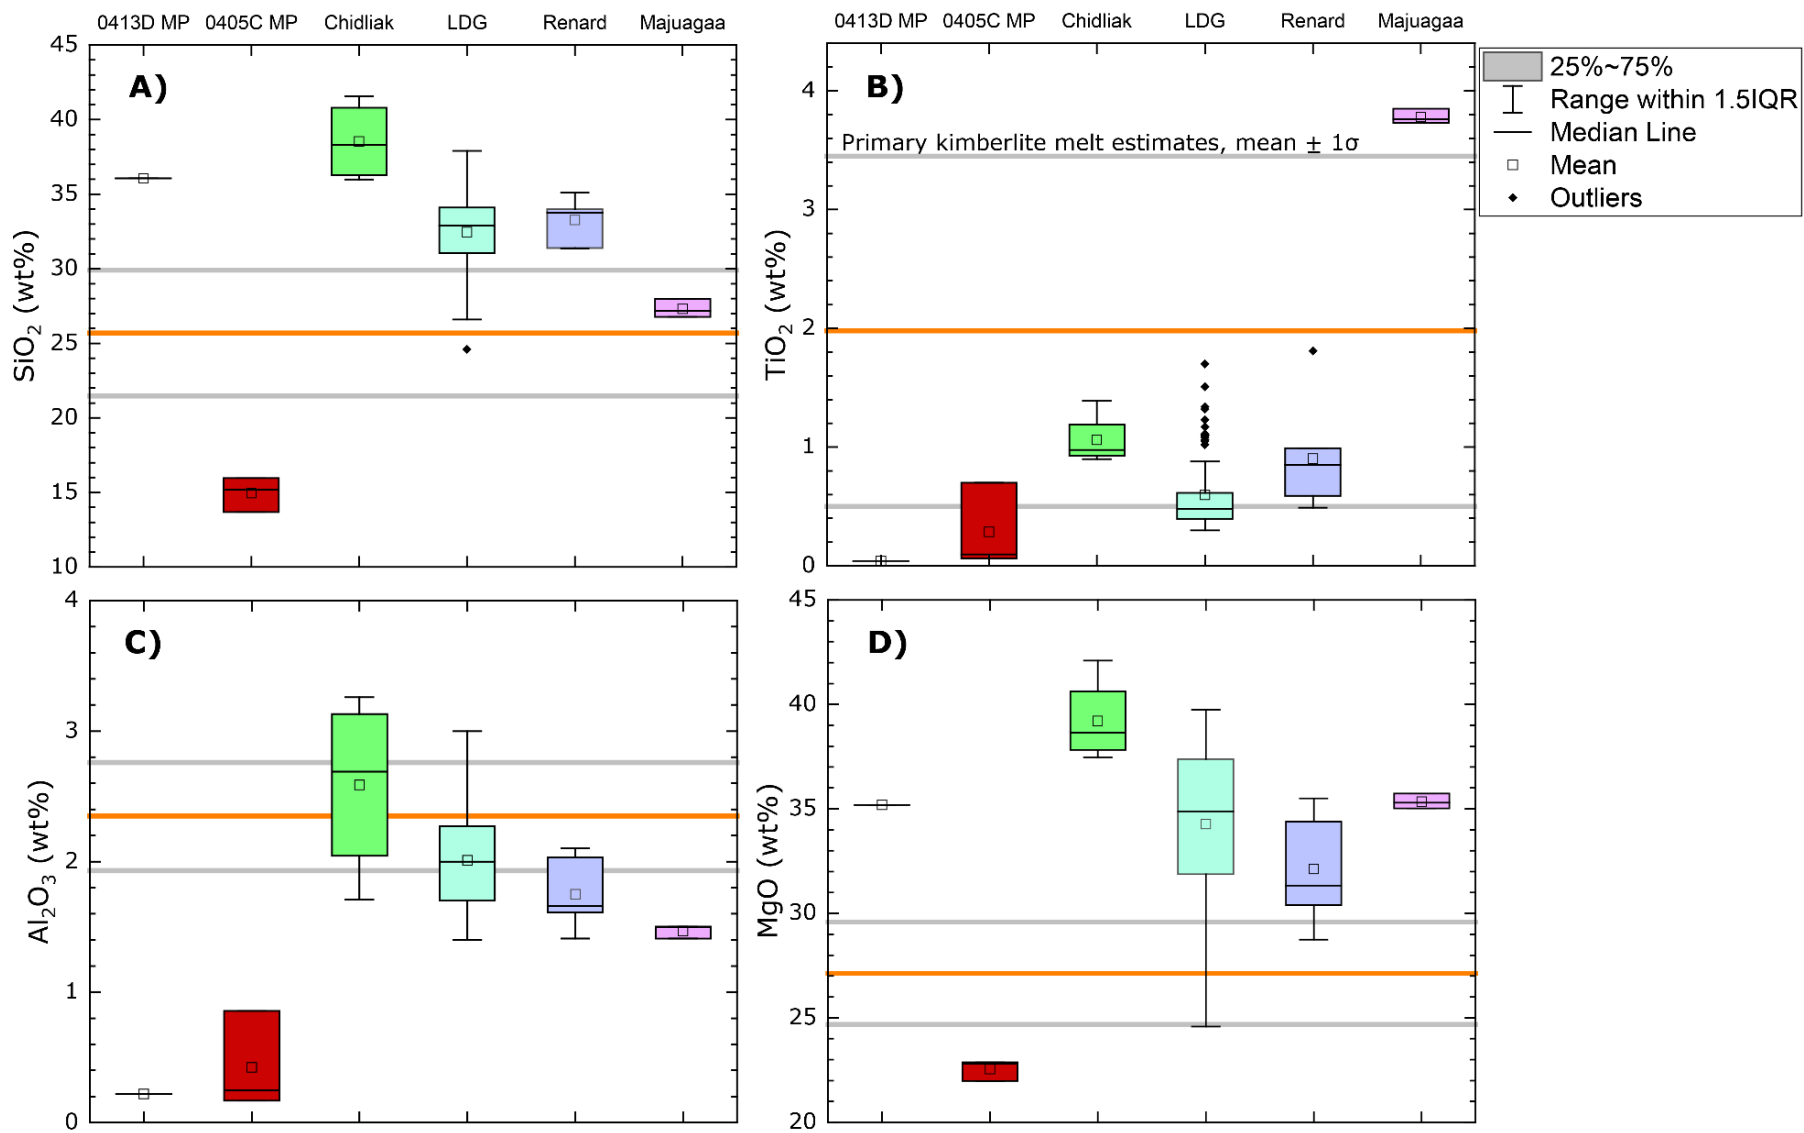 0413D MP 0405C MP Chidliak LDG Renard Majuagaa
0413D MP 0405C MP Chidliak LDG Renard Majuagaa
A)
45
40
35
30
25
20
15
10
SiO₂ (wt%)
B)
Primary kimberlite melt estimates, mean ± 1σ
4
3
2
1
0
TiO₂ (wt%)
25%~75%
Range within 1.5IQR
Median Line
Mean
Outliers
C)
4
3
2
1
0
Al₂O₃ (wt%)
D)
45
40
35
30
25
20
MgO (wt%)